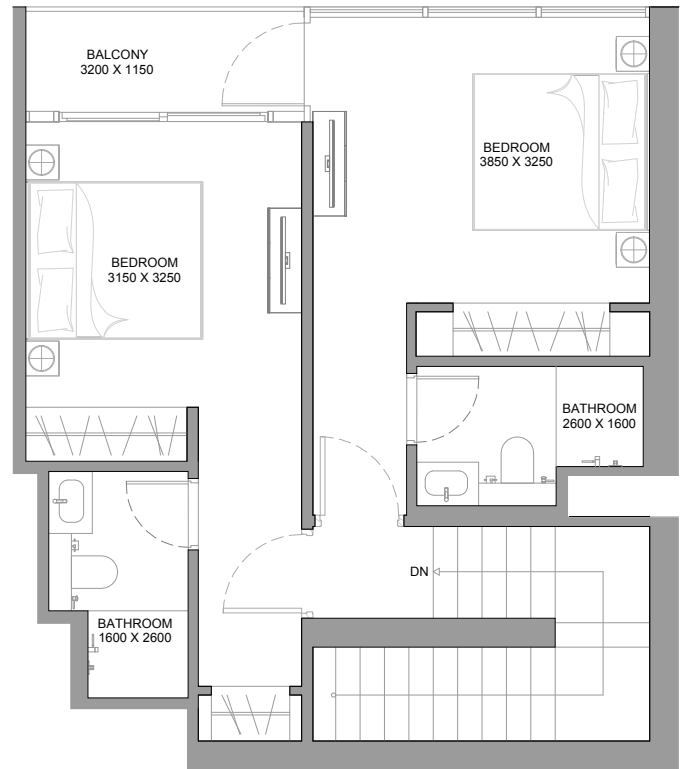 BALCONY
3200 X 1150
BEDROOM
3850 X 3250
BEDROOM
3150 X 3250
BATHROOM
2600 X 1600
DN
BATHROOM
1600 X 2600